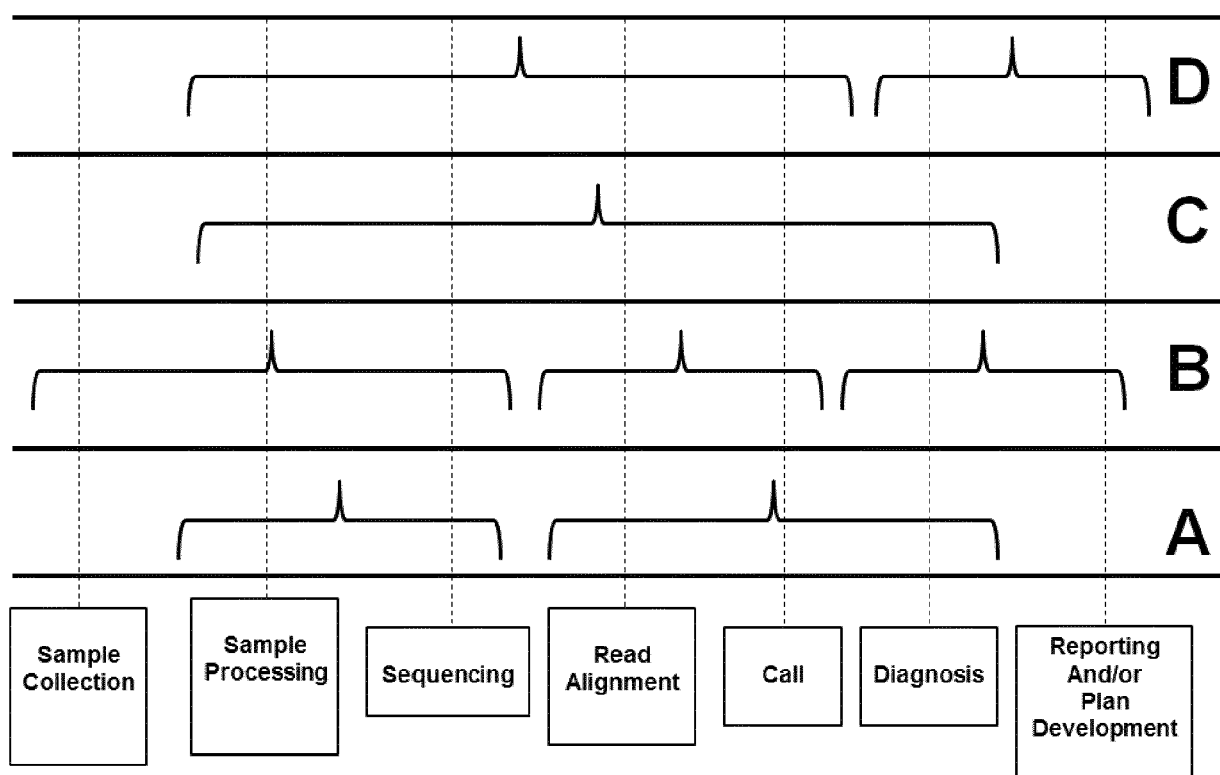 D
C
B
A
Sample
Collection
Sample
Processing
Sequencing
Read
Alignment
Call
Diagnosis
Reporting
And/or
Plan
Development